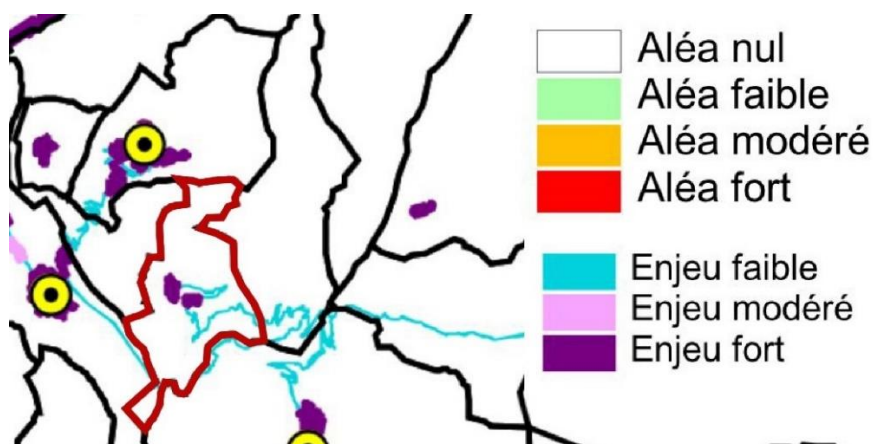 Aléa nul
Aléa faible
Aléa modéré
Aléa fort
Enjeu faible
Enjeu modéré
Enjeu fort